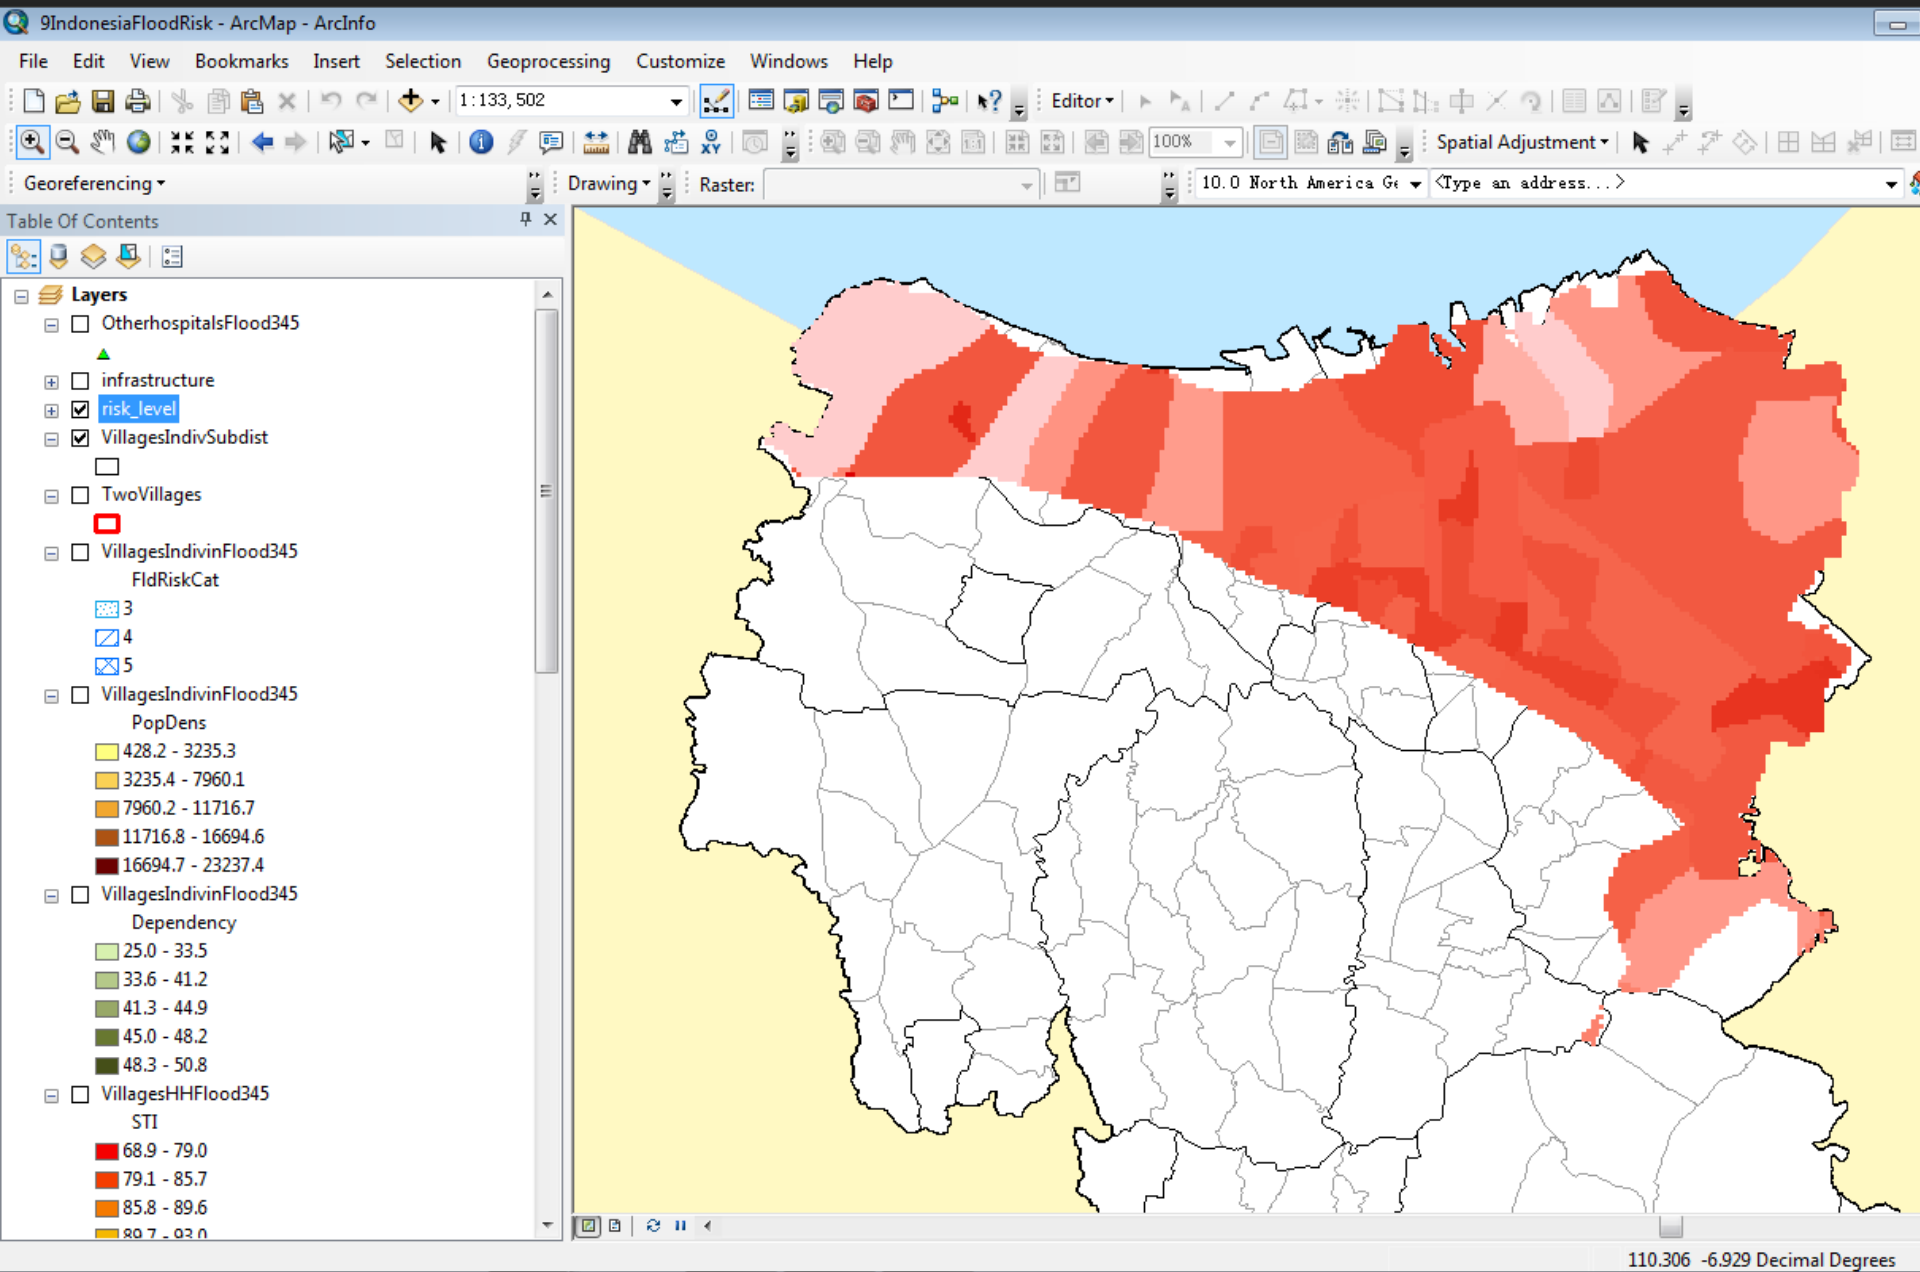 9IndonesiaFloodRisk - ArcMap - ArcInfo
File Edit View Bookmarks Insert Selection Geoprocessing Customize Windows Help
1:133,502 Editor
100% Spatial Adjustment
Georeferencing Drawing Raster: 10.0 North America Ge <Type an address...>
Table Of Contents
Layers
OtherhospitalsFlood345
infrastructure
risk_level
VillagesIndivSubdist
TwoVillages
VillagesIndivinFlood345
FldRiskCat
3
4
5
VillagesIndivinFlood345
PopDens
428.2 - 3235.3
3235.4 - 7960.1
7960.2 - 11716.7
11716.8 - 16694.6
16694.7 - 23237.4
VillagesIndivinFlood345
Dependency
25.0 - 33.5
33.6 - 41.2
41.3 - 44.9
45.0 - 48.2
48.3 - 50.8
VillagesHHFlood345
STI
68.9 - 79.0
79.1 - 85.7
85.8 - 89.6
89.7 - 93.0
110.306 -6.929 Decimal Degrees